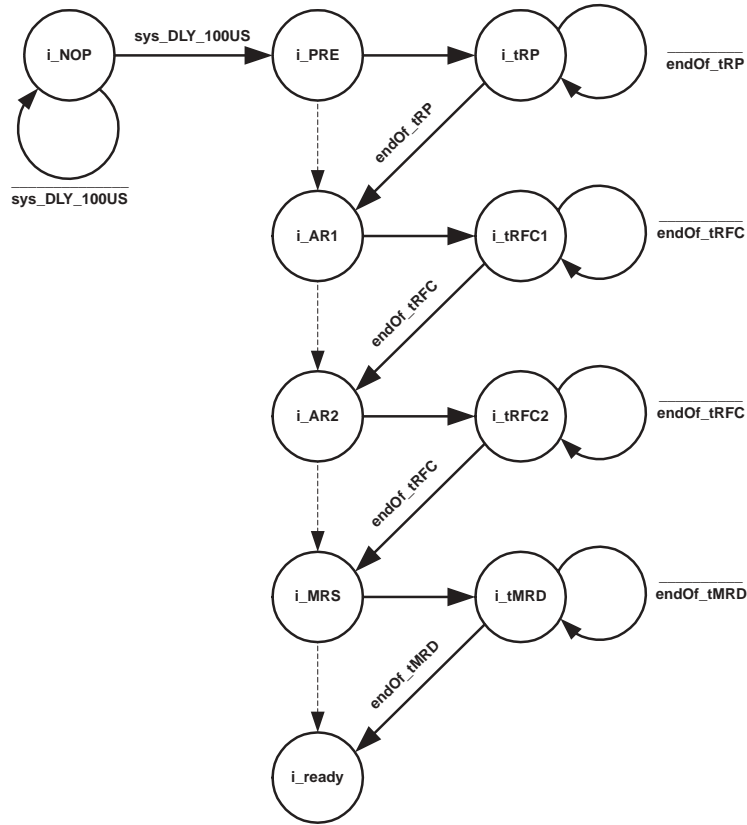 sys_DLY_100US
i_NOP
i_PRE
i_tRP
endOf_tRP
endOf_tRP
sys_DLY_100US
i_AR1
i_tRFC1
endOf_tRFC
endOf_tRFC
i_AR2
i_tRFC2
endOf_tRFC
endOf_tRFC
i_MRS
i_tMRD
endOf_tMRD
endOf_tMRD
i_ready